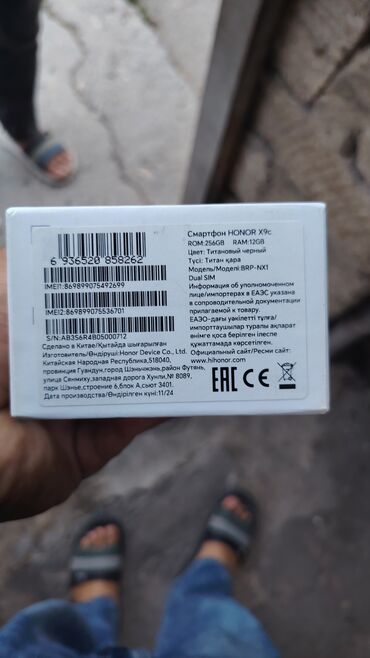 6 936520 858262
IMEI1:869899075492699
IMEI2:869899075536701
S/N:AB3S6R4B05000712
Сделано в Китае/Қытайда шығарылған
Изготовитель/Өндіруші:Honor Device Co., Ltd.
Китайская Народная Республика,518040,
провинция Гуандун,город Шэньчжэнь,район Футянь,
улица Сянмиху,западная дорога Хунли,№ 8089,
парк Шэнье,строение 6,блок А,сьют 3401.
Дата производства/Өндірілген күні:11/24
Смартфон HONOR X9c
ROM:256GB RAM:12GB
Цвет: Титановый черный
Түсі: Титан қара
Модель/Моделі:BRP-NX1
Dual SIM
Информация об уполномоченном
лице/импортерах в ЕАЭС указана
в сопроводительной документации
прилагаемой к товару.
ЕАЭО-дағы уәкілетті тұлға/
импорттаушылар туралы ақпарат
өнімге қоса берілген ілеспе
құжаттамада көрсетілген.
Официальный сайт/Ресми сайт:
www.hihonor.com
EAC CE